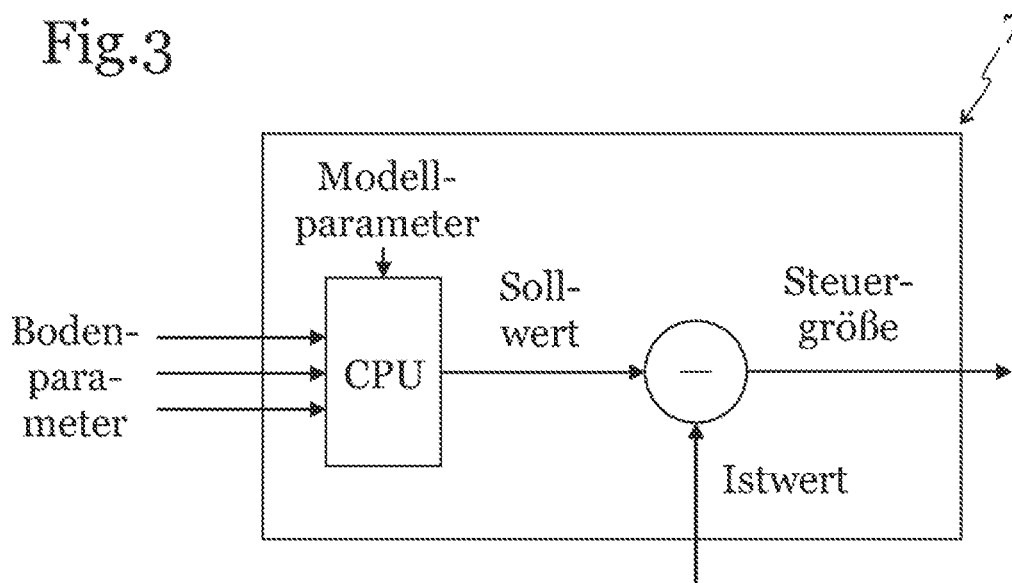 Fig.3
7
Modell-
parameter
Boden-
para-
meter
CPU
Soll-
wert
Steuer-
größe
Istwert